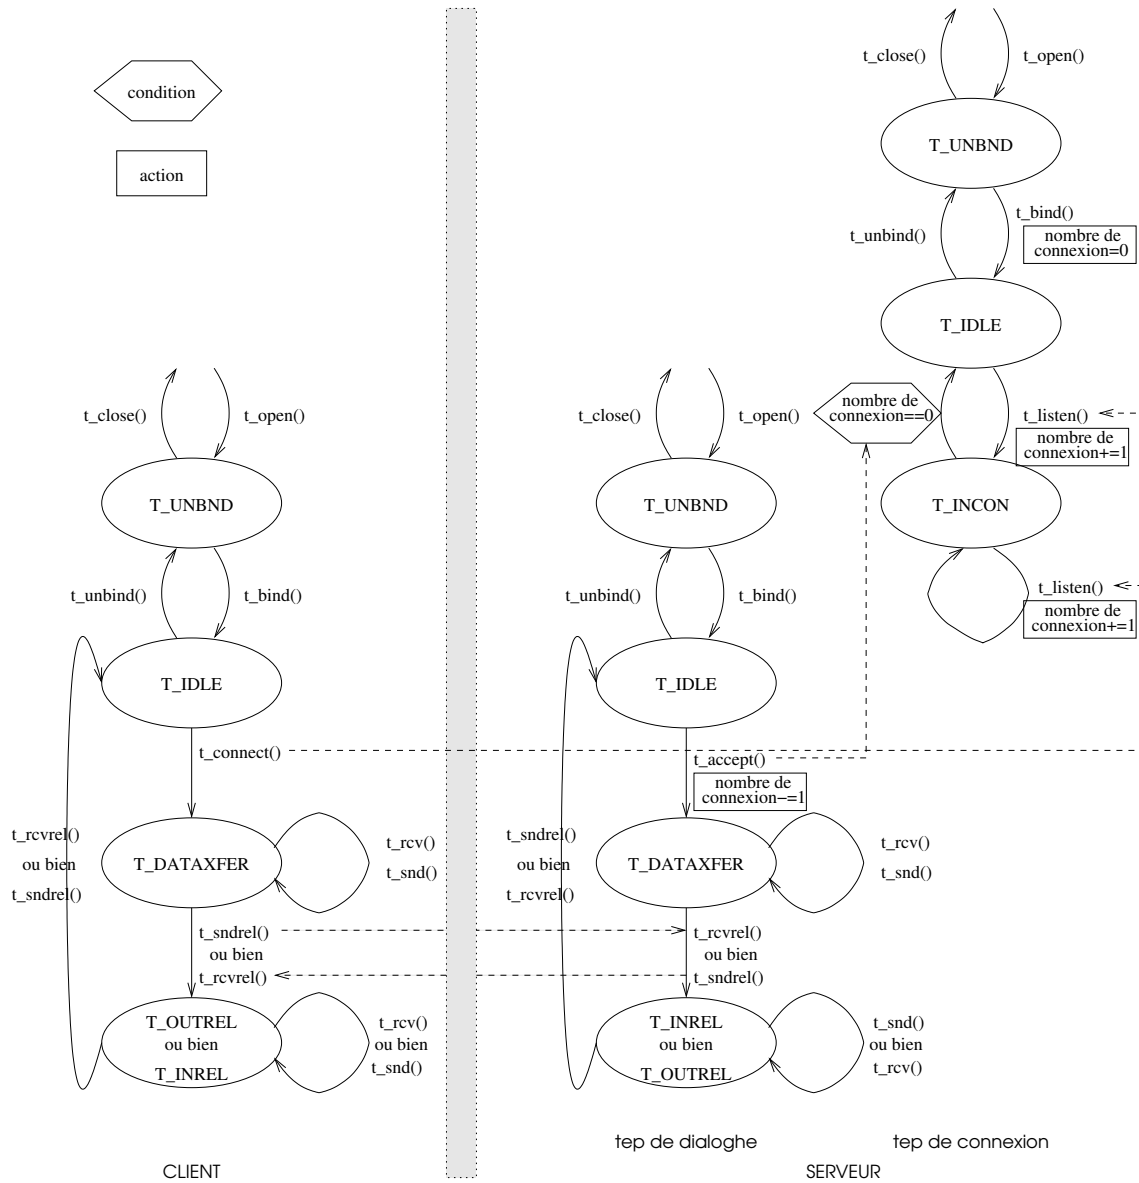 condition
action
t_close()
t_open()
T_UNBND
t_unbind()
t_bind()
nombre de
connexion=0
T_IDLE
nombre de
connexion==0
t_listen()
nombre de
connexion+=1
T_INCON
t_listen()
nombre de
connexion+=1
t_close()
t_open()
T_UNBND
t_unbind()
t_bind()
T_IDLE
t_connect()
t_rcvrel()
ou bien
t_sndrel()
T_DATAXFER
t_rcv()
t_snd()
t_sndrel()
ou bien
t_rcvrel()
T_OUTREL
ou bien
T_INREL
t_rcv()
ou bien
t_snd()
t_close()
t_open()
T_UNBND
t_unbind()
t_bind()
T_IDLE
t_accept()
nombre de
connexion−=1
t_sndrel()
ou bien
t_rcvrel()
T_DATAXFER
t_rcv()
t_snd()
t_rcvrel()
ou bien
t_sndrel()
T_INREL
ou bien
T_OUTREL
t_snd()
ou bien
t_rcv()
tep de dialoghe
tep de connexion
CLIENT
SERVEUR